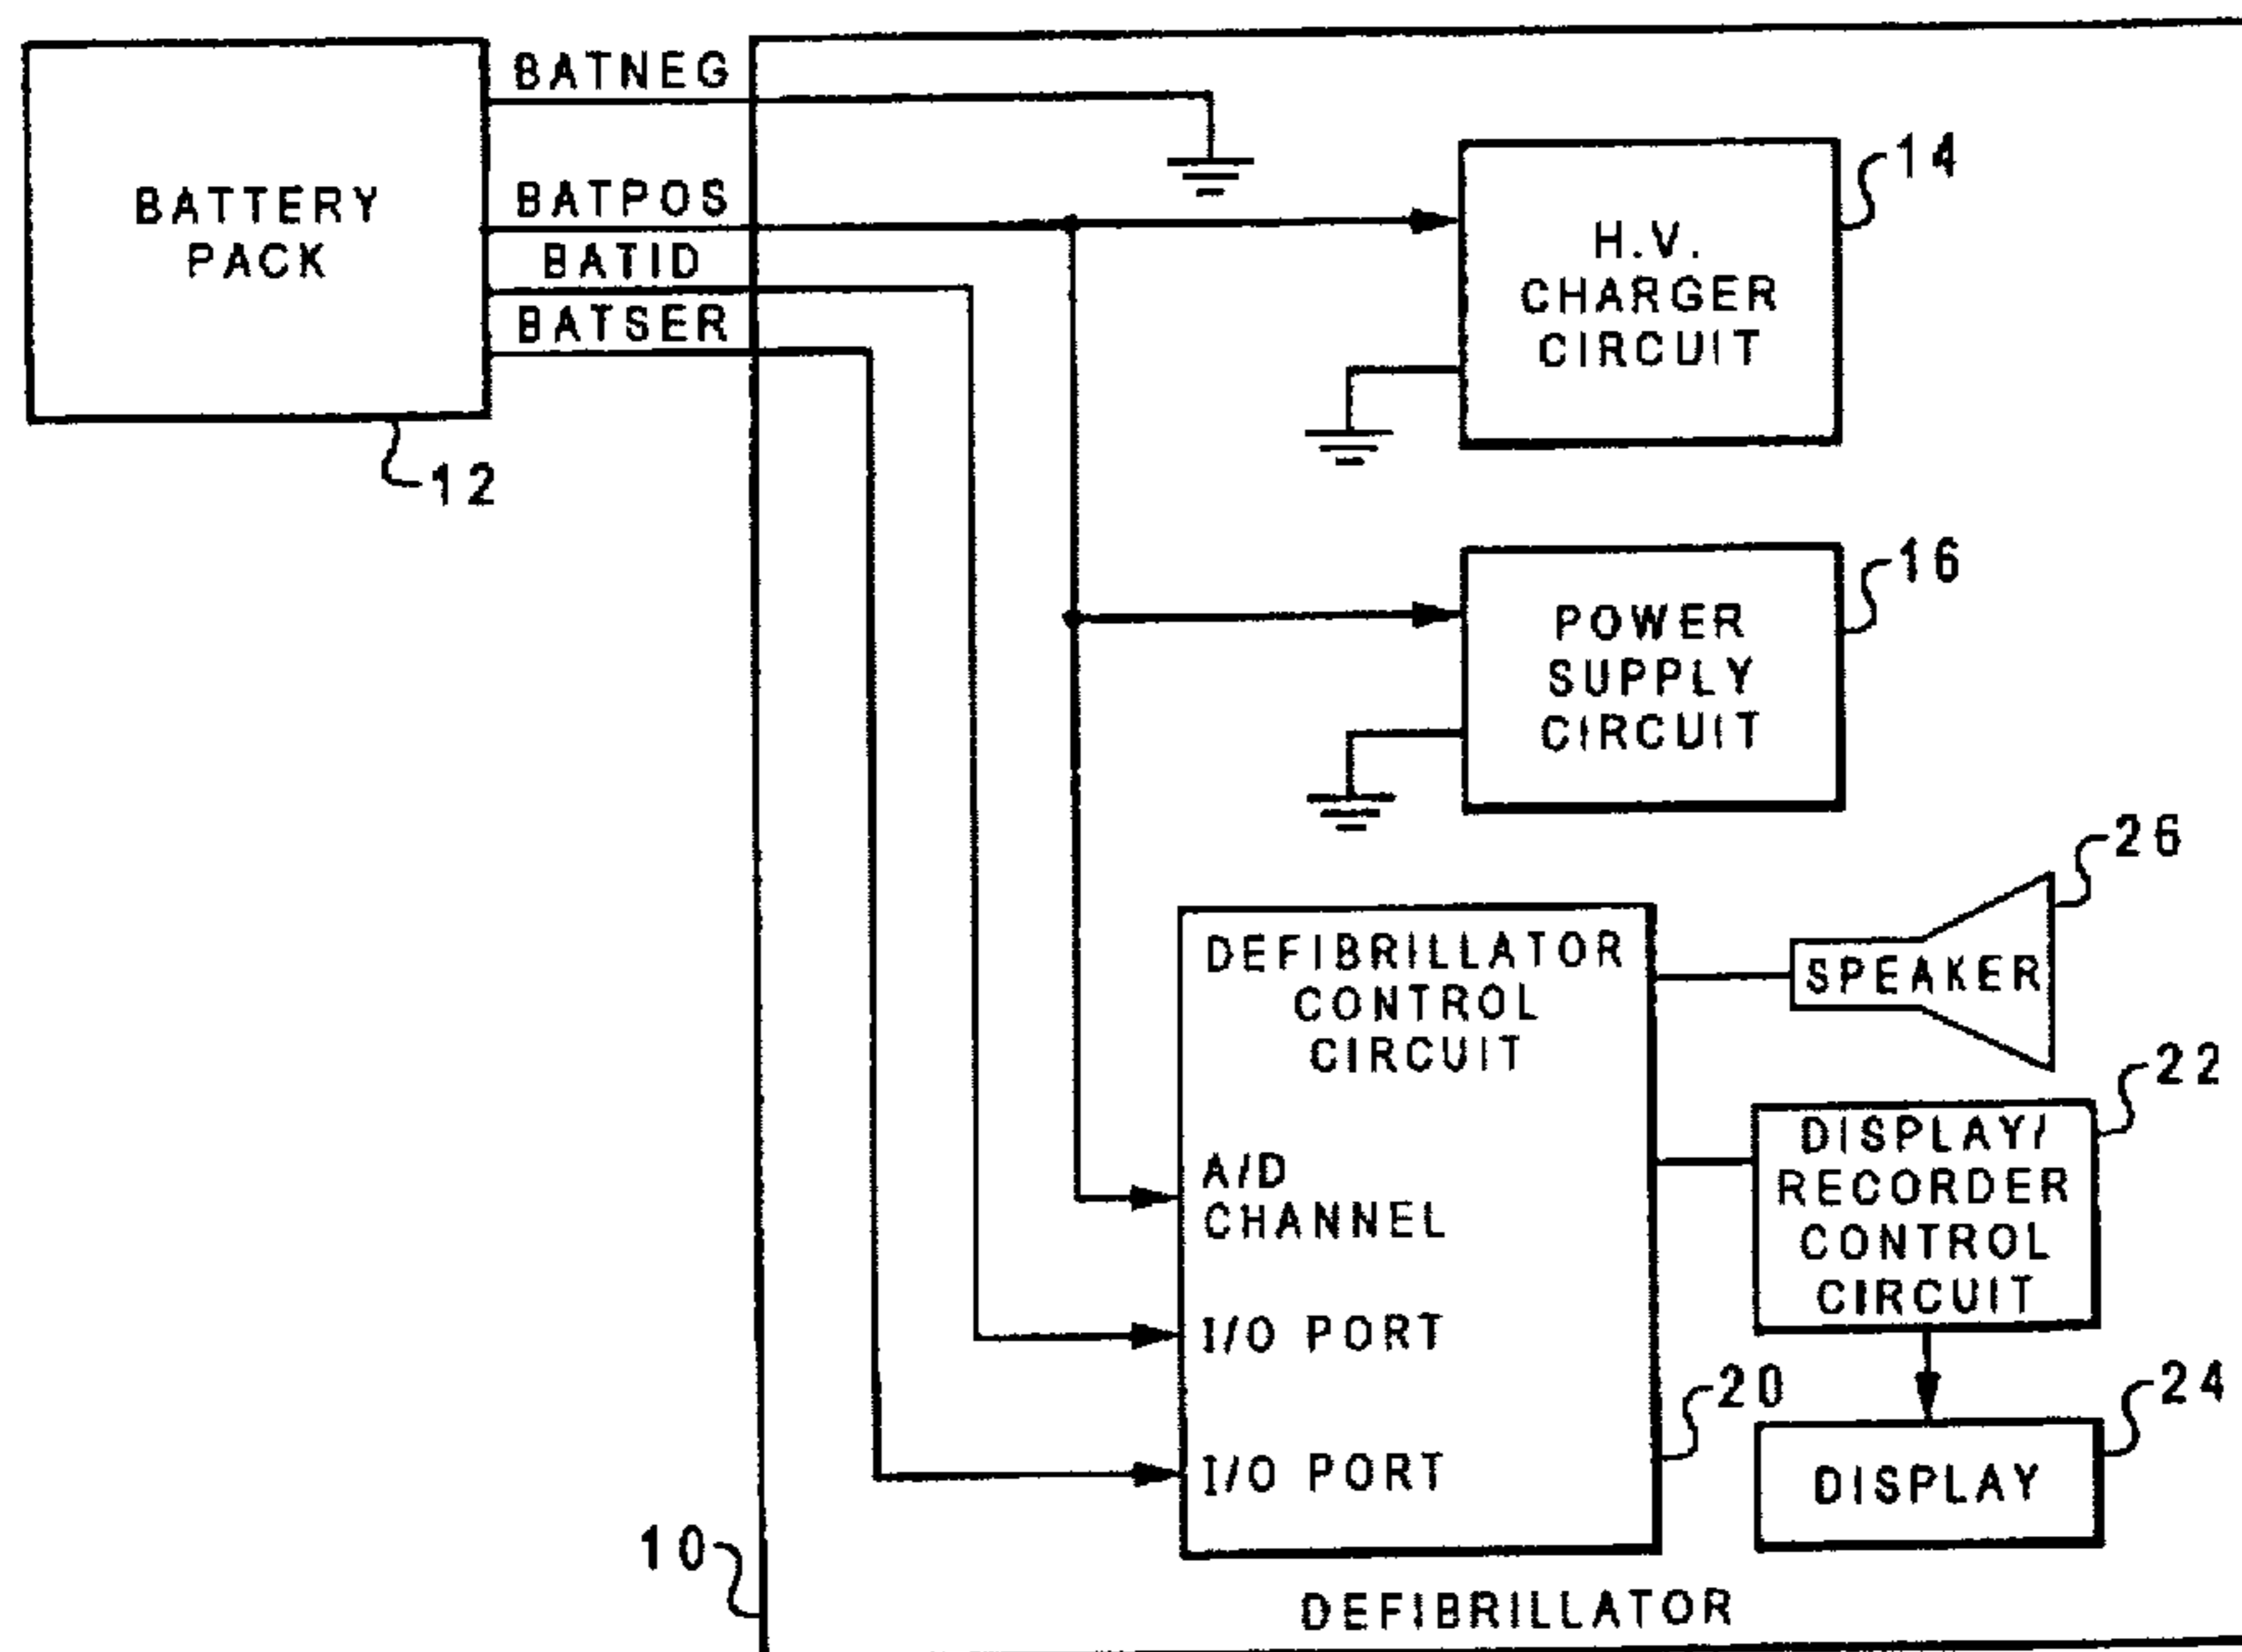 BATTERY
PACK
12
BATNEG
BATPOS
BATID
BATSER
H.V.
CHARGER
CIRCUIT
14
POWER
SUPPLY
CIRCUIT
16
DEFIBRILLATOR
CONTROL
CIRCUIT
A/D
CHANNEL
I/O PORT
I/O PORT
20
SPEAKER
26
DISPLAY/
RECORDER
CONTROL
CIRCUIT
22
DISPLAY
24
10
DEFIBRILLATOR